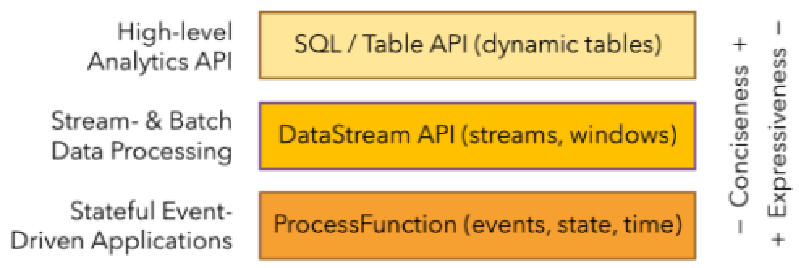 High-level
Analytics API
SQL / Table API (dynamic tables)
Stream- & Batch
Data Processing
DataStream API (streams, windows)
Stateful Event-
Driven Applications
ProcessFunction (events, state, time)
– Conciseness +
+ Expressiveness –